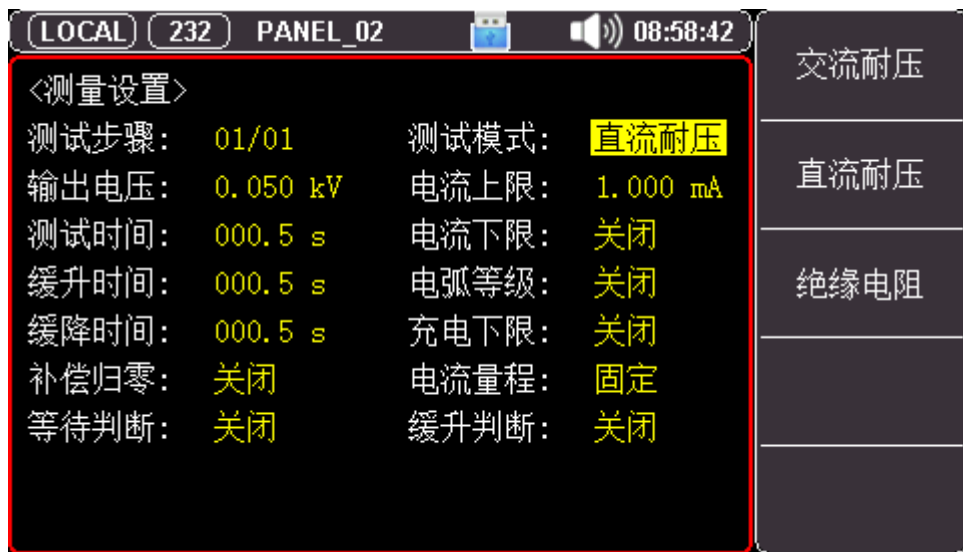 LOCAL 232 PANEL_02 08:58:42
<测量设置>
测试步骤: 01/01 测试模式: 直流耐压
输出电压: 0.050 kV 电流上限: 1.000 mA
测试时间: 000.5 s 电流下限: 关闭
缓升时间: 000.5 s 电弧等级: 关闭
缓降时间: 000.5 s 充电下限: 关闭
补偿归零: 关闭 电流量程: 固定
等待判断: 关闭 缓升判断: 关闭
交流耐压
直流耐压
绝缘电阻